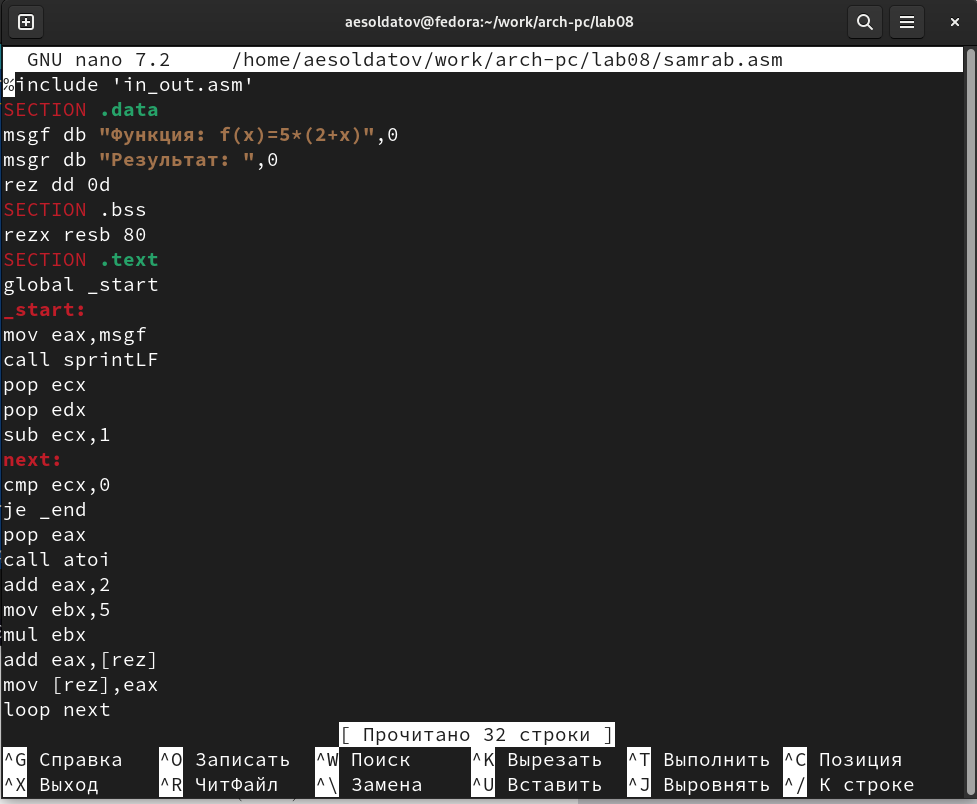 aesoldatov@fedora:~/work/arch-pc/lab08
GNU nano 7.2 /home/aesoldatov/work/arch-pc/lab08/samrab.asm
%include 'in_out.asm'
SECTION .data
msgf db "Функция: f(x)=5*(2+x)",0
msgr db "Результат: ",0
rez dd 0d
SECTION .bss
rezx resb 80
SECTION .text
global _start
_start:
mov eax,msgf
call sprintLF
pop ecx
pop edx
sub ecx,1
next:
cmp ecx,0
je _end
pop eax
call atoi
add eax,2
mov ebx,5
mul ebx
add eax,[rez]
mov [rez],eax
loop next
[ Прочитано 32 строки ]
^G Справка ^O Записать ^W Поиск ^K Вырезать ^T Выполнить ^C Позиция
^X Выход ^R ЧитФайл ^\ Замена ^U Вставить ^J Выровнять ^/ К строке